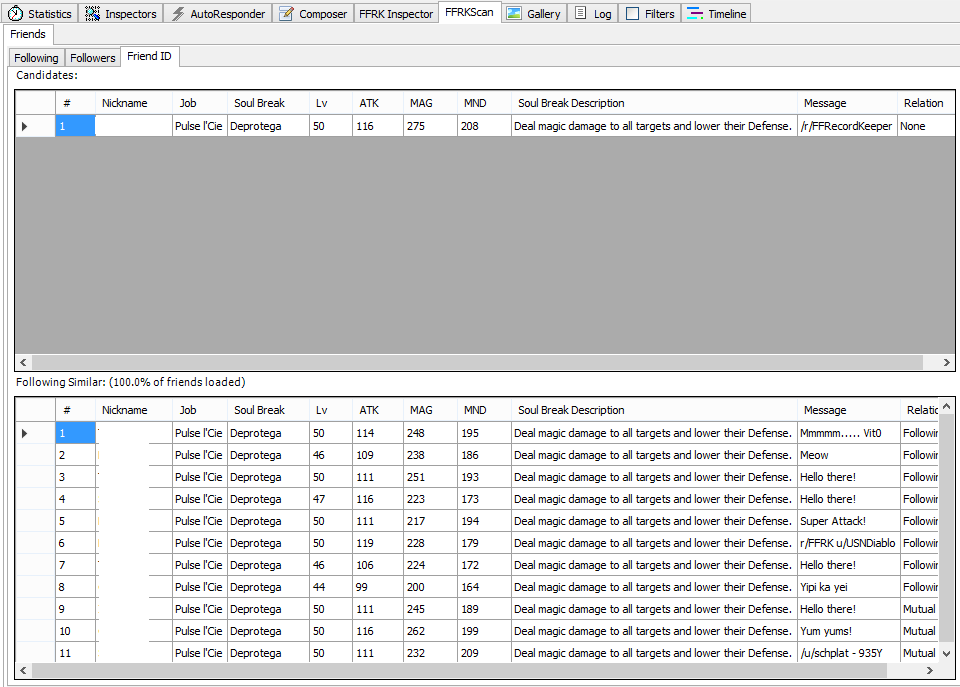 Statistics Inspectors AutoResponder Composer FFRK Inspector FFRKScan Gallery Log Filters Timeline
Friends
Following Followers Friend ID
Candidates:
# Nickname Job Soul Break Lv ATK MAG MND Soul Break Description Message Relation
1 Pulse l'Cie Deprotega 50 116 275 208 Deal magic damage to all targets and lower their Defense. /r/FFRecordKeeper None
Following Similar: (100.0% of friends loaded)
# Nickname Job Soul Break Lv ATK MAG MND Soul Break Description Message Relatic
1 Pulse l'Cie Deprotega 50 114 248 195 Deal magic damage to all targets and lower their Defense. Mmmmm..... Vit0 Followin
2 Pulse l'Cie Deprotega 46 109 238 186 Deal magic damage to all targets and lower their Defense. Meow Followin
3 Pulse l'Cie Deprotega 50 111 251 193 Deal magic damage to all targets and lower their Defense. Hello there! Followin
4 Pulse l'Cie Deprotega 47 116 223 173 Deal magic damage to all targets and lower their Defense. Hello there! Followin
5 Pulse l'Cie Deprotega 50 111 217 194 Deal magic damage to all targets and lower their Defense. Super Attack! Followin
6 Pulse l'Cie Deprotega 50 119 228 179 Deal magic damage to all targets and lower their Defense. r/FFRK u/USNDiablo Followin
7 Pulse l'Cie Deprotega 46 106 224 172 Deal magic damage to all targets and lower their Defense. Hello there! Followin
8 Pulse l'Cie Deprotega 44 99 200 164 Deal magic damage to all targets and lower their Defense. Yipi ka yei Followin
9 Pulse l'Cie Deprotega 50 111 245 189 Deal magic damage to all targets and lower their Defense. Hello there! Mutual
10 Pulse l'Cie Deprotega 50 116 262 199 Deal magic damage to all targets and lower their Defense. Yum yums! Mutual
11 Pulse l'Cie Deprotega 50 111 232 209 Deal magic damage to all targets and lower their Defense. /u/schplat - 935Y Mutual